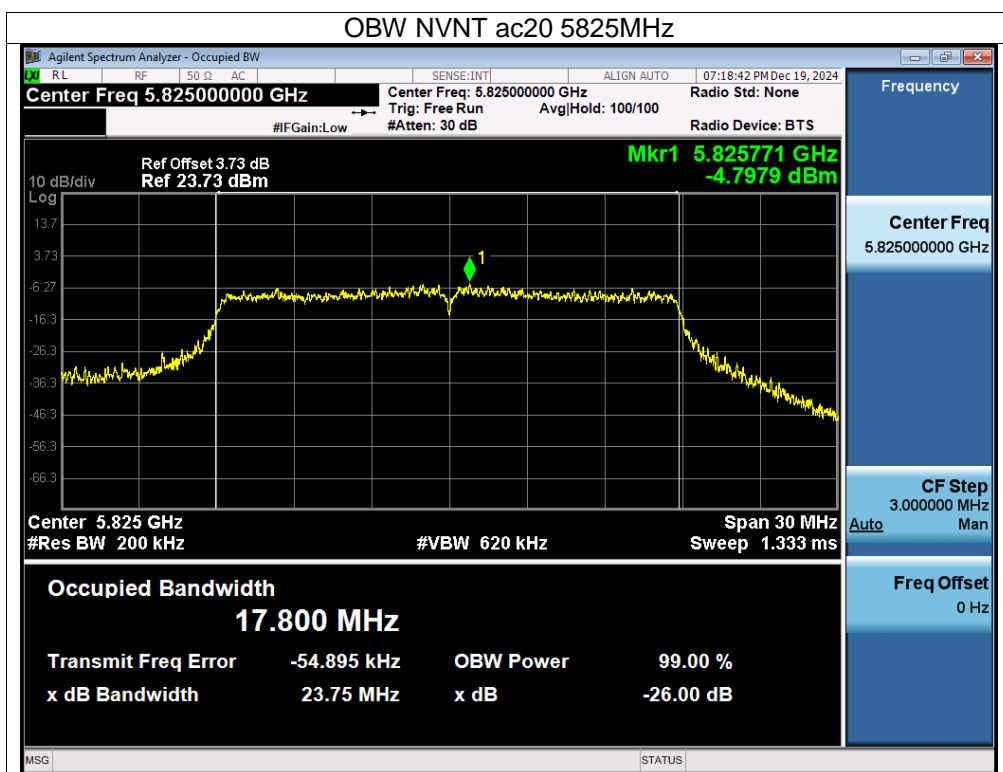 OBW NVNT ac20 5825MHz
Agilent Spectrum Analyzer - Occupied BW
LXI RL RF 50 Ω AC SENSE:INT ALIGN AUTO 07:18:42 PM Dec 19, 2024
Center Freq 5.825000000 GHz
Center Freq: 5.825000000 GHz
Radio Std: None
Trig: Free Run Avg|Hold: 100/100
#IFGain:Low #Atten: 30 dB Radio Device: BTS
Mkr1 5.825771 GHz
-4.7979 dBm
Ref Offset 3.73 dB
10 dB/div Ref 23.73 dBm
Log
13.7
3.73
1
-6.27
-16.3
-26.3
-36.3
-46.3
-56.3
-66.3
Center 5.825 GHz Span 30 MHz
#Res BW 200 kHz #VBW 620 kHz Sweep 1.333 ms
Occupied Bandwidth
17.800 MHz
Transmit Freq Error -54.895 kHz OBW Power 99.00 %
x dB Bandwidth 23.75 MHz x dB -26.00 dB
MSG STATUS
Frequency
Center Freq
5.825000000 GHz
CF Step
3.000000 MHz
Auto Man
Freq Offset
0 Hz